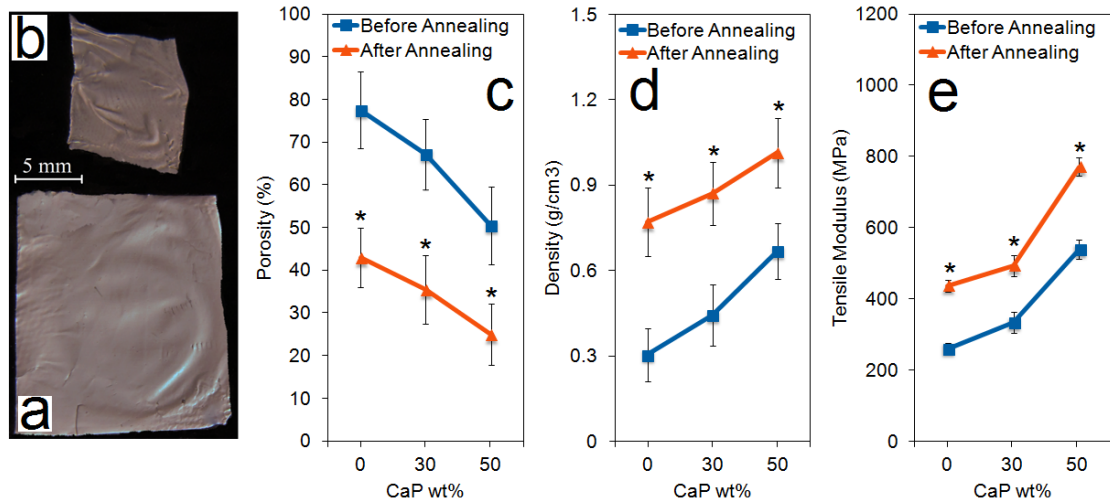 b
5 mm
a
100
90
80
70
60
50
40
30
20
10
0
Porosity (%)
Before Annealing
After Annealing
c
*
*
*
0 30 50
CaP wt%
1.5
1.2
0.9
0.6
0.3
0
Density (g/cm3)
Before Annealing
After Annealing
d
*
*
*
0 30 50
CaP wt%
1200
1000
800
600
400
200
0
Tensile Modulus (MPa)
Before Annealing
After Annealing
e
*
*
*
0 30 50
CaP wt%